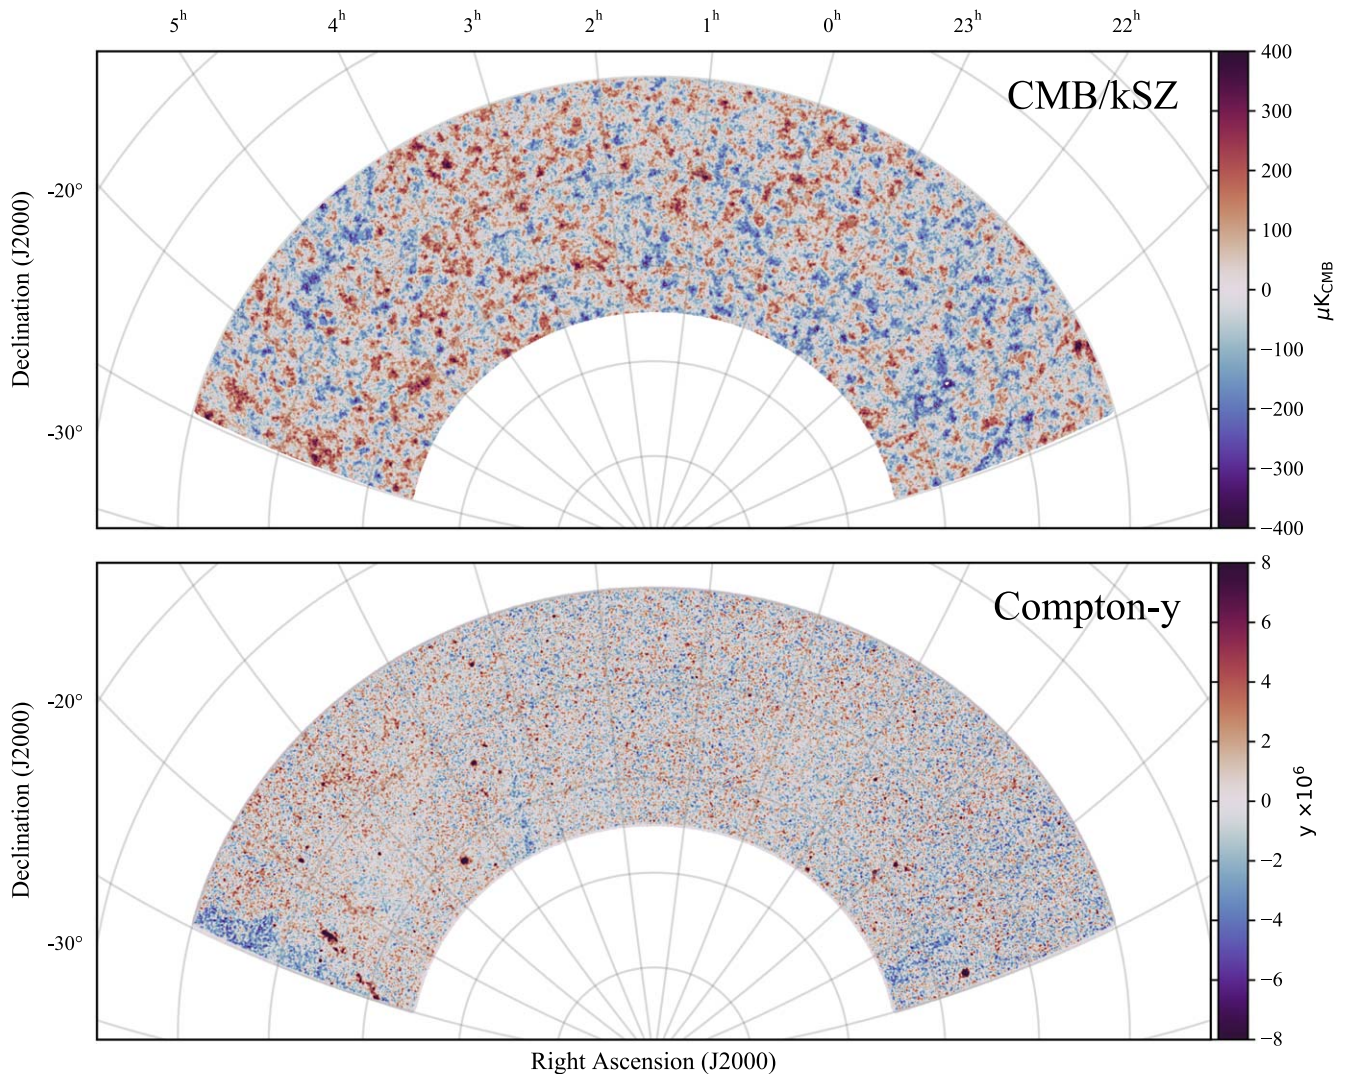 5h 4h 3h 2h 1h 0h 23h 22h
CMB/kSZ
400
300
200
100
0
−100
−200
−300
−400
μKCMB
-20°
-30°
Declination (J2000)
Compton-y
8
6
4
2
0
−2
−4
−6
−8
y ×10⁶
-20°
-30°
Declination (J2000)
Right Ascension (J2000)